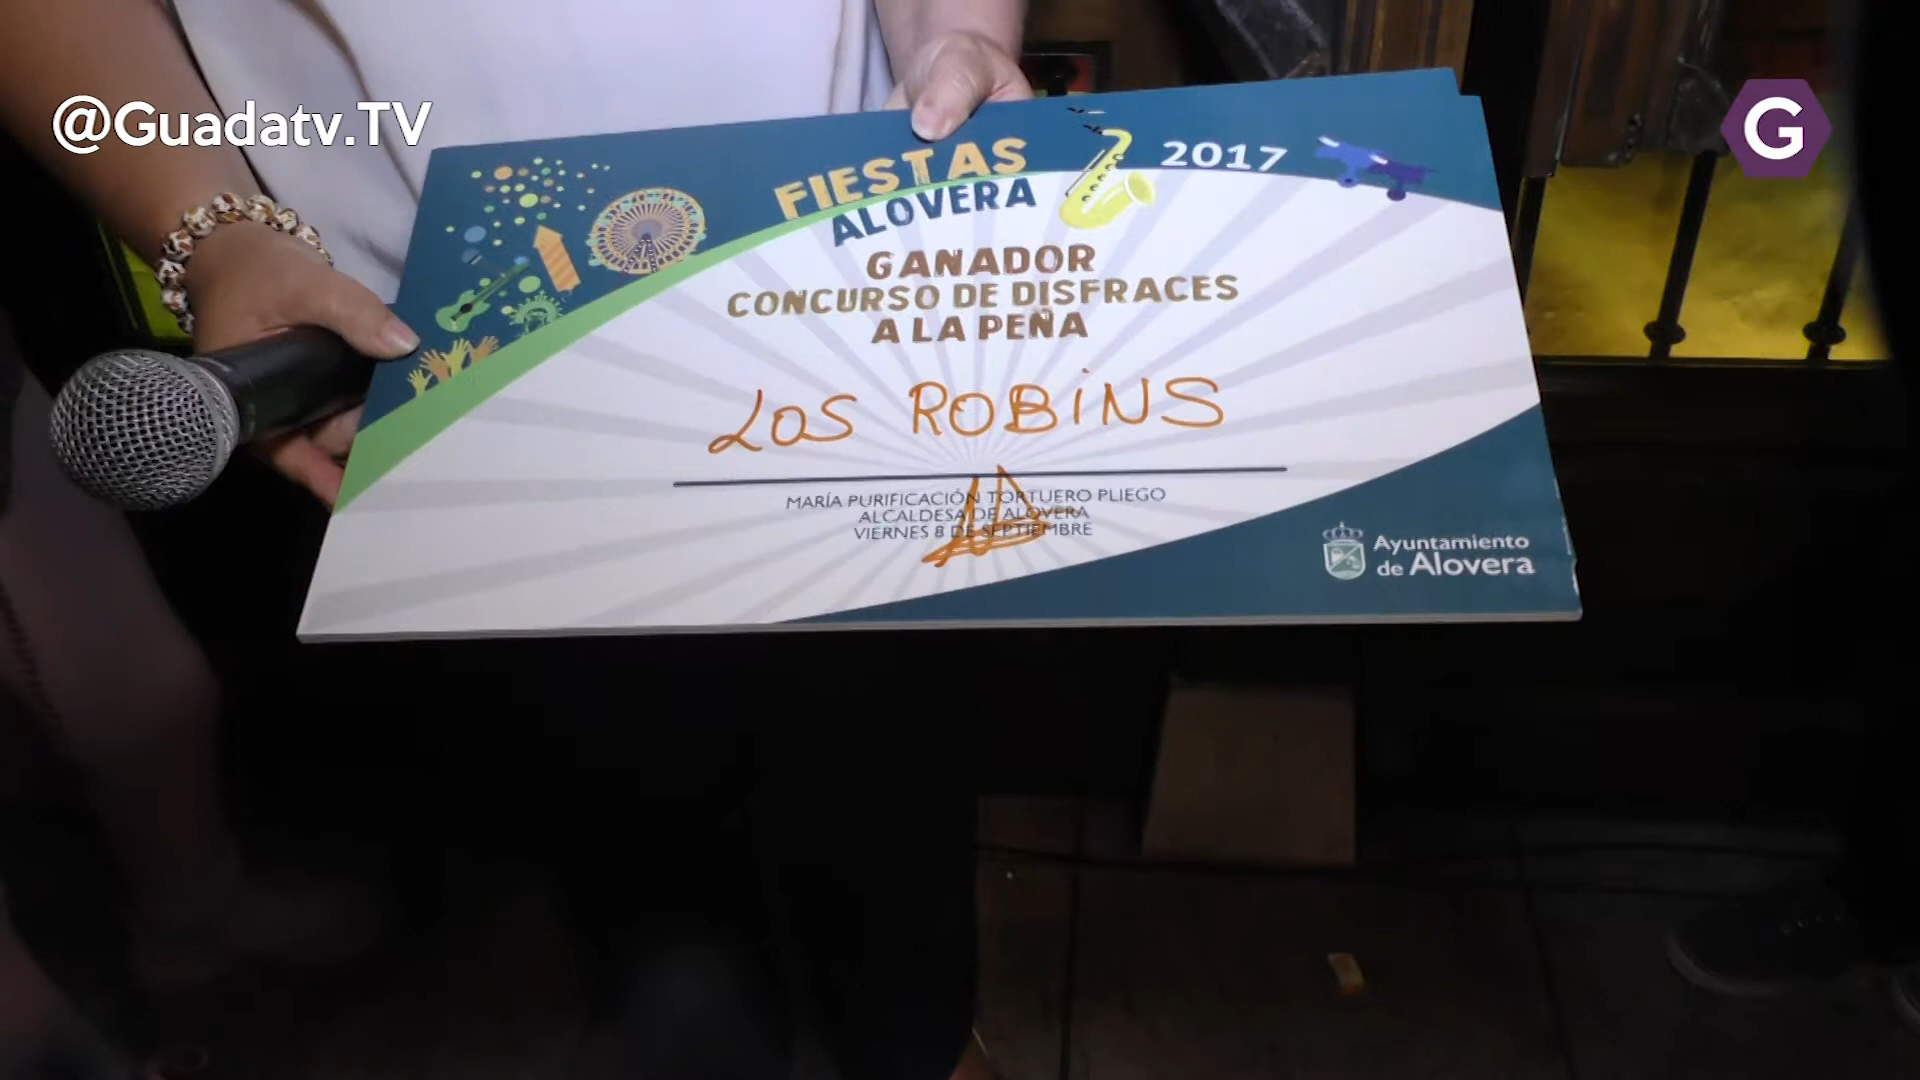 @Guadatv.TV
G
FIESTAS
ALOVERA
2017
GANADOR
CONCURSO DE DISFRACES
A LA PEÑA
LOS ROBiNS
MARÍA PURIFICACIÓN TORTUERO PLIEGO
ALCALDESA DE ALOVERA
VIERNES 8 DE SEPTIEMBRE
Ayuntamiento
de Alovera